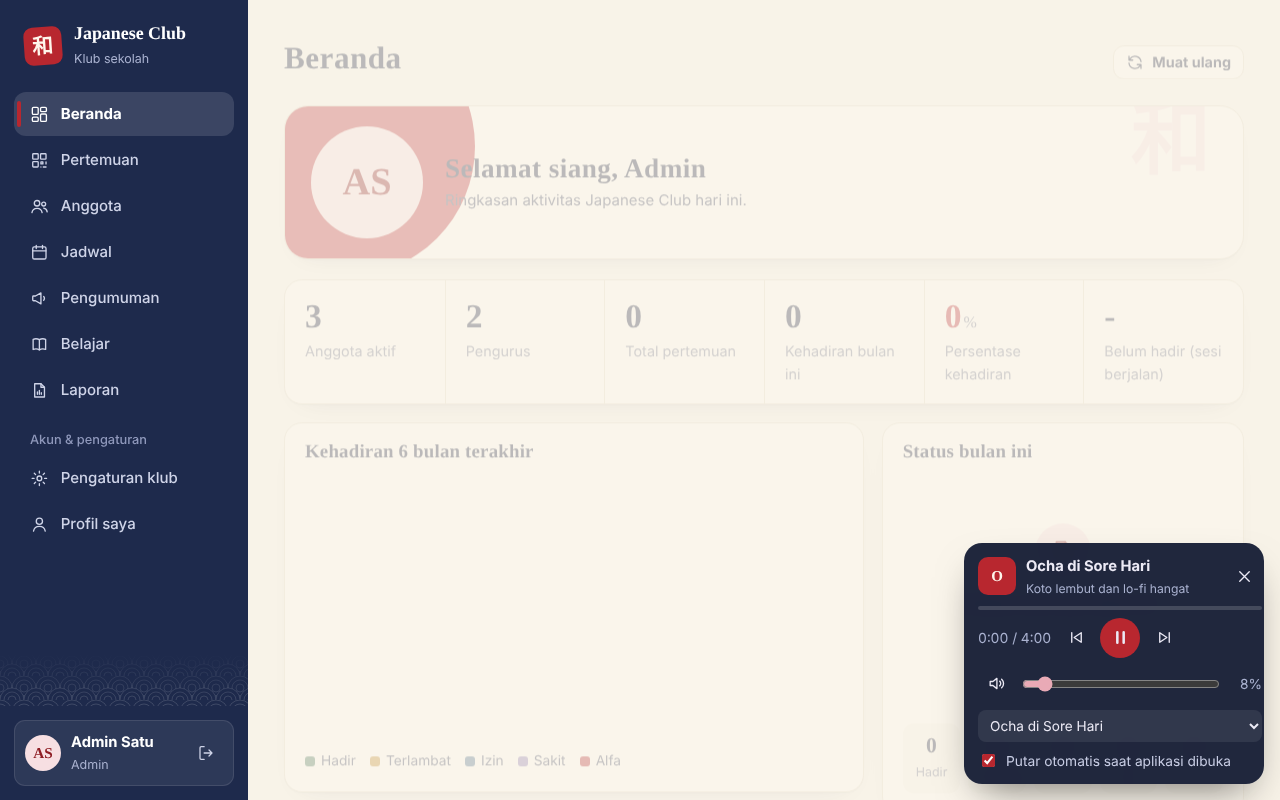 和
Japanese Club
Klub sekolah
Beranda
Pertemuan
Anggota
Jadwal
Pengumuman
Belajar
Laporan
Akun & pengaturan
Pengaturan klub
Profil saya
AS
Admin Satu
Admin
Beranda
Muat ulang
和
AS
Selamat siang, Admin
Ringkasan aktivitas Japanese Club hari ini.
3
Anggota aktif
2
Pengurus
0
Total pertemuan
0
Kehadiran bulan
ini
0%
Persentase
kehadiran
-
Belum hadir (sesi
berjalan)
Kehadiran 6 bulan terakhir
Hadir
Terlambat
Izin
Sakit
Alfa
Status bulan ini
0
Hadir
O
Ocha di Sore Hari
Koto lembut dan lo-fi hangat
0:00 / 4:00
8%
Ocha di Sore Hari
Putar otomatis saat aplikasi dibuka